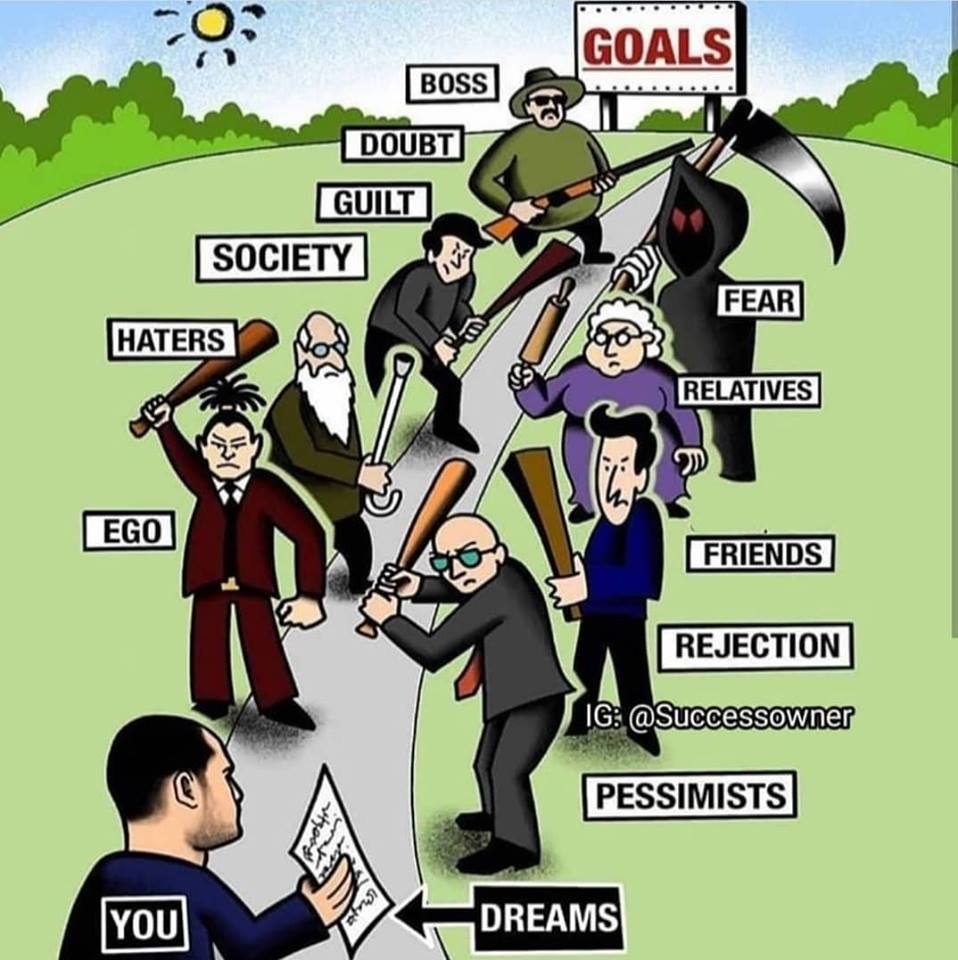 GOALS
BOSS
DOUBT
GUILT
SOCIETY
FEAR
HATERS
RELATIVES
EGO
FRIENDS
REJECTION
IG: @Successowner
PESSIMISTS
YOU
DREAMS